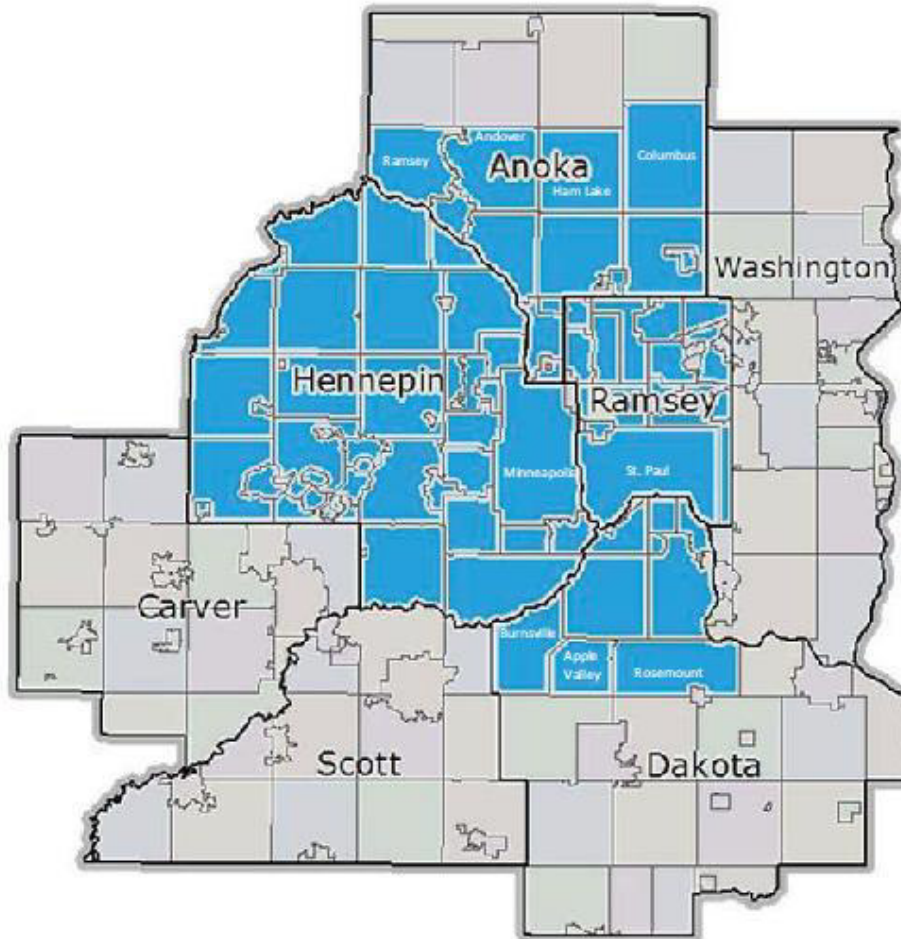 Andover
Ramsey
Anoka
Columbus
Ham Lake
Washington
Hennepin
Ramsey
Minneapolis
St. Paul
Carver
Burnsville
Apple
Valley
Rosemount
Scott
Dakota